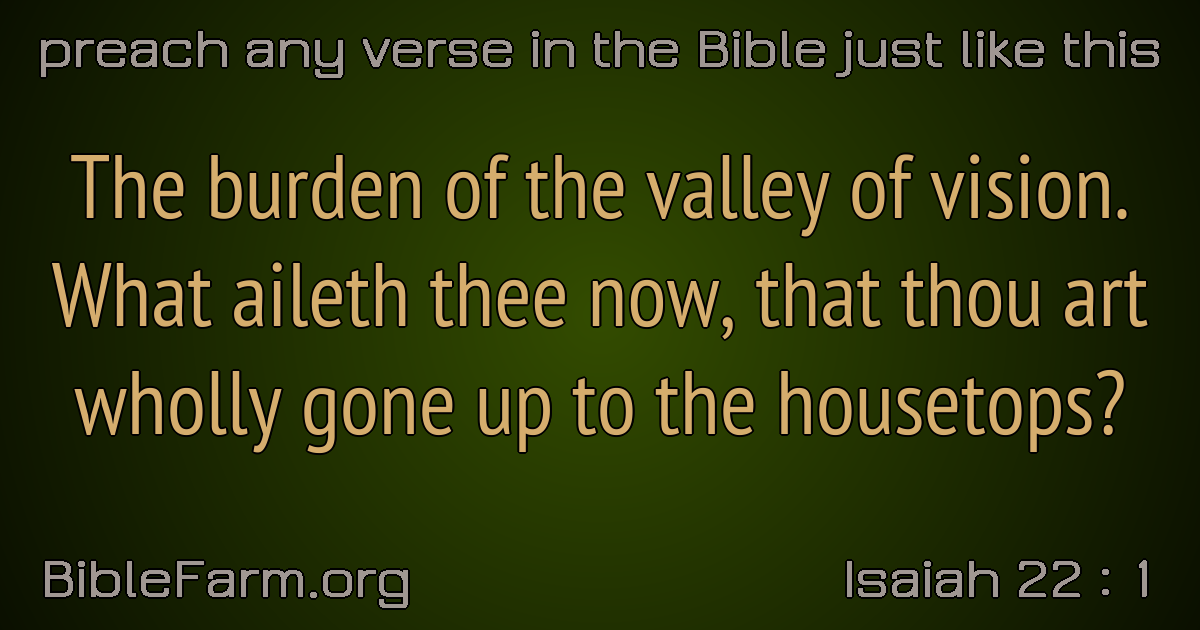 preach any verse in the Bible just like this
The burden of the valley of vision.
What aileth thee now, that thou art
wholly gone up to the housetops?
BibleFarm.org
Isaiah 22 : 1